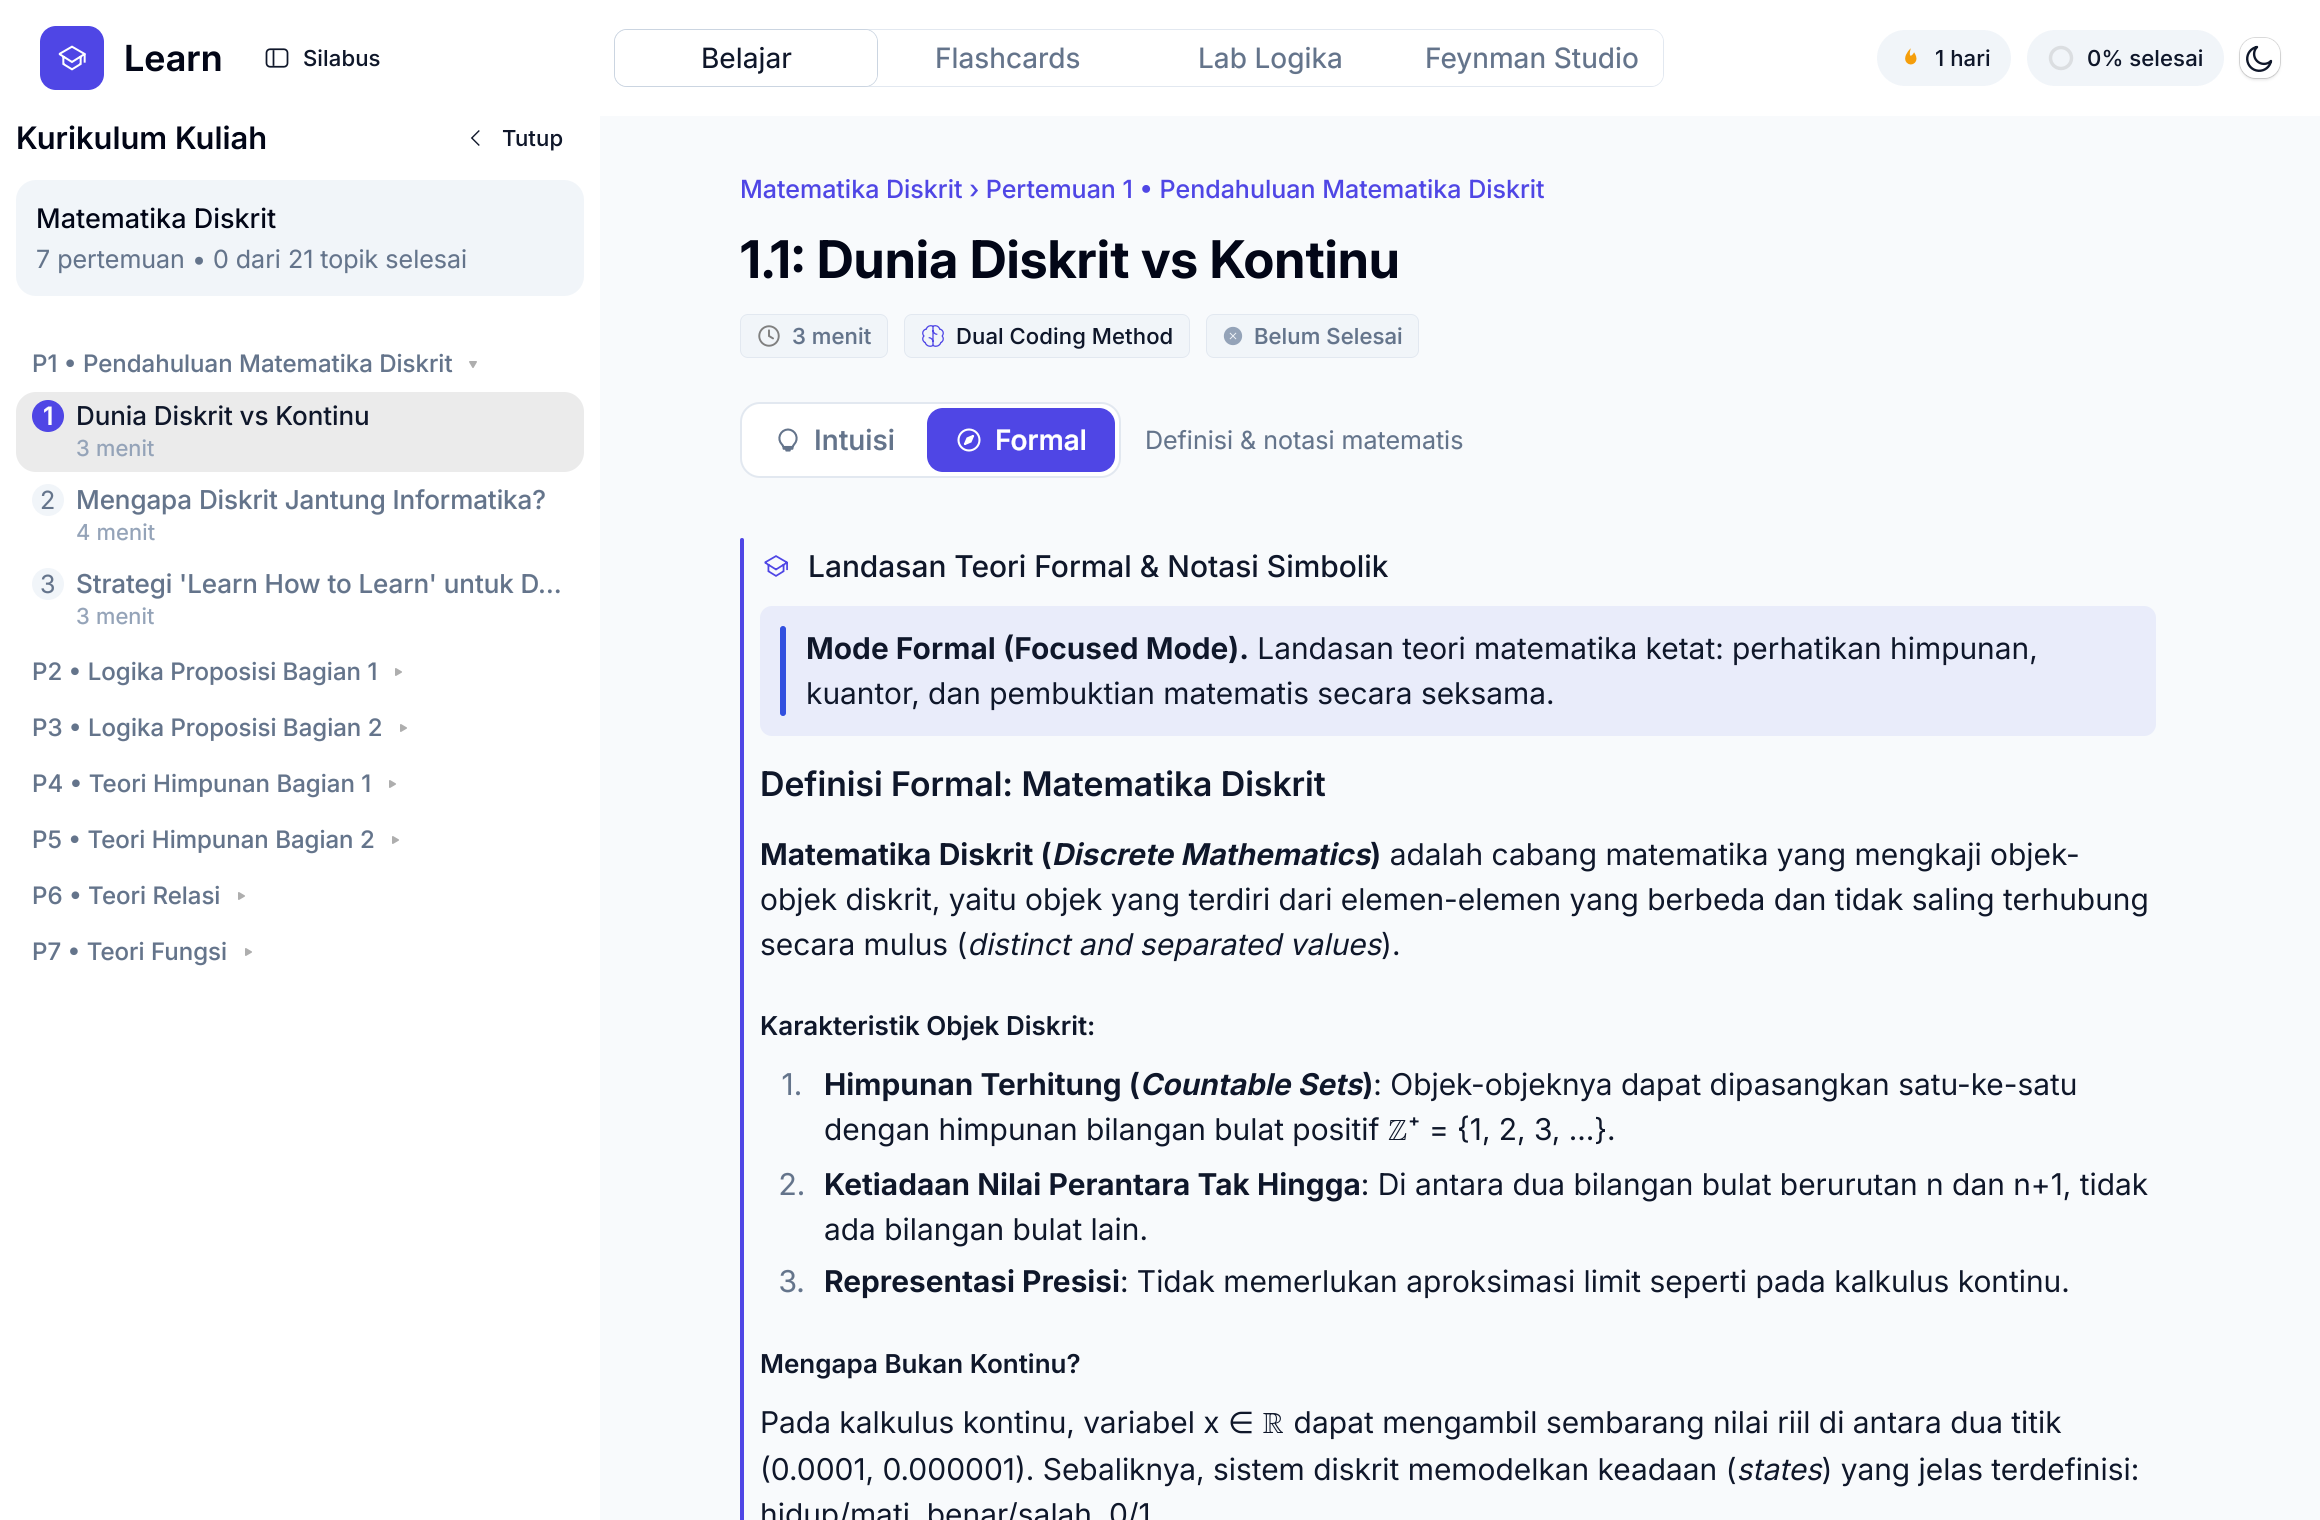 Learn
Silabus
Belajar
Flashcards
Lab Logika
Feynman Studio
1 hari
0% selesai
Kurikulum Kuliah
Tutup
Matematika Diskrit
7 pertemuan • 0 dari 21 topik selesai
P1 • Pendahuluan Matematika Diskrit
1 Dunia Diskrit vs Kontinu
3 menit
2 Mengapa Diskrit Jantung Informatika?
4 menit
3 Strategi 'Learn How to Learn' untuk D...
3 menit
P2 • Logika Proposisi Bagian 1
P3 • Logika Proposisi Bagian 2
P4 • Teori Himpunan Bagian 1
P5 • Teori Himpunan Bagian 2
P6 • Teori Relasi
P7 • Teori Fungsi
Matematika Diskrit › Pertemuan 1 • Pendahuluan Matematika Diskrit
1.1: Dunia Diskrit vs Kontinu
3 menit
Dual Coding Method
Belum Selesai
Intuisi
Formal
Definisi & notasi matematis
Landasan Teori Formal & Notasi Simbolik
Mode Formal (Focused Mode). Landasan teori matematika ketat: perhatikan himpunan,
kuantor, dan pembuktian matematis secara seksama.
Definisi Formal: Matematika Diskrit
Matematika Diskrit (Discrete Mathematics) adalah cabang matematika yang mengkaji objek-
objek diskrit, yaitu objek yang terdiri dari elemen-elemen yang berbeda dan tidak saling terhubung
secara mulus (distinct and separated values).
Karakteristik Objek Diskrit:
1. Himpunan Terhitung (Countable Sets): Objek-objeknya dapat dipasangkan satu-ke-satu
dengan himpunan bilangan bulat positif ℤ⁺ = {1, 2, 3, ...}.
2. Ketiadaan Nilai Perantara Tak Hingga: Di antara dua bilangan bulat berurutan n dan n+1, tidak
ada bilangan bulat lain.
3. Representasi Presisi: Tidak memerlukan aproksimasi limit seperti pada kalkulus kontinu.
Mengapa Bukan Kontinu?
Pada kalkulus kontinu, variabel x ∈ ℝ dapat mengambil sembarang nilai riil di antara dua titik
(0.0001, 0.000001). Sebaliknya, sistem diskrit memodelkan keadaan (states) yang jelas terdefinisi:
hidup/mati, benar/salah, 0/1